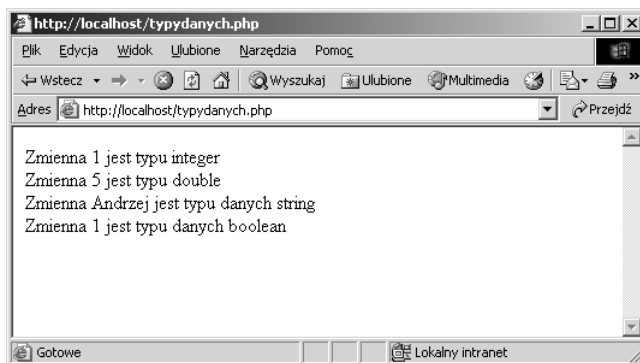 http://localhost/typydanych.php
Plik Edycja Widok Ulubione Narzędzia Pomoc
Wstecz Wyszukaj Ulubione Multimedia »
Adres http://localhost/typydanych.php Przejdź
Zmienna 1 jest typu integer
Zmienna 5 jest typu double
Zmienna Andrzej jest typu danych string
Zmienna 1 jest typu danych boolean
Gotowe Lokalny intranet